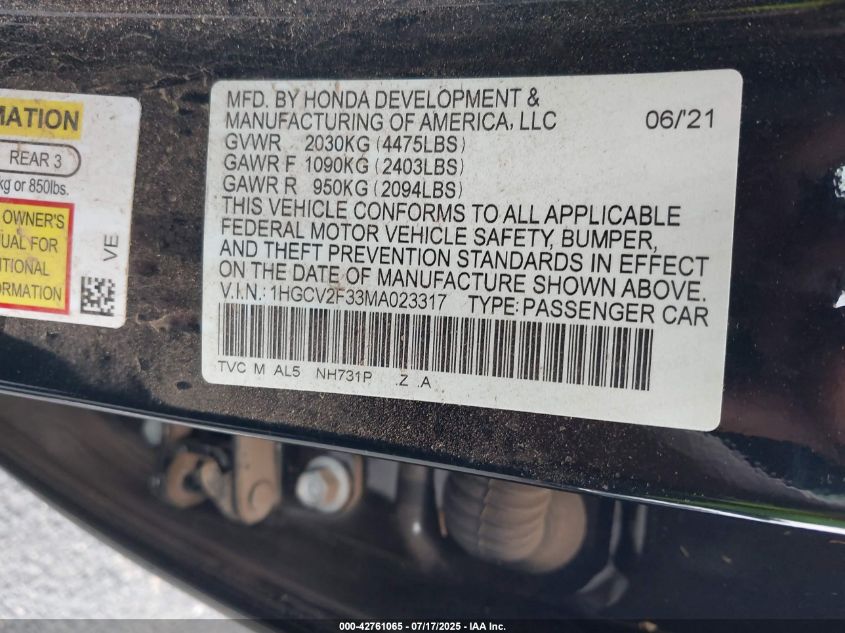 MATION
REAR 3
kg or 850lbs.
OWNER'S
UAL FOR
ITIONAL
ORMATION
VE
MFD. BY HONDA DEVELOPMENT &
MANUFACTURING OF AMERICA, LLC 06/'21
GVWR 2030KG (4475LBS)
GAWR F 1090KG (2403LBS)
GAWR R 950KG (2094LBS)
THIS VEHICLE CONFORMS TO ALL APPLICABLE
FEDERAL MOTOR VEHICLE SAFETY, BUMPER,
AND THEFT PREVENTION STANDARDS IN EFFECT
ON THE DATE OF MANUFACTURE SHOWN ABOVE.
V.I.N.: 1HGCV2F33MA023317 TYPE: PASSENGER CAR
TVC M AL5 NH731P .Z .A
000-42761065 - 07/17/2025 - IAA Inc.